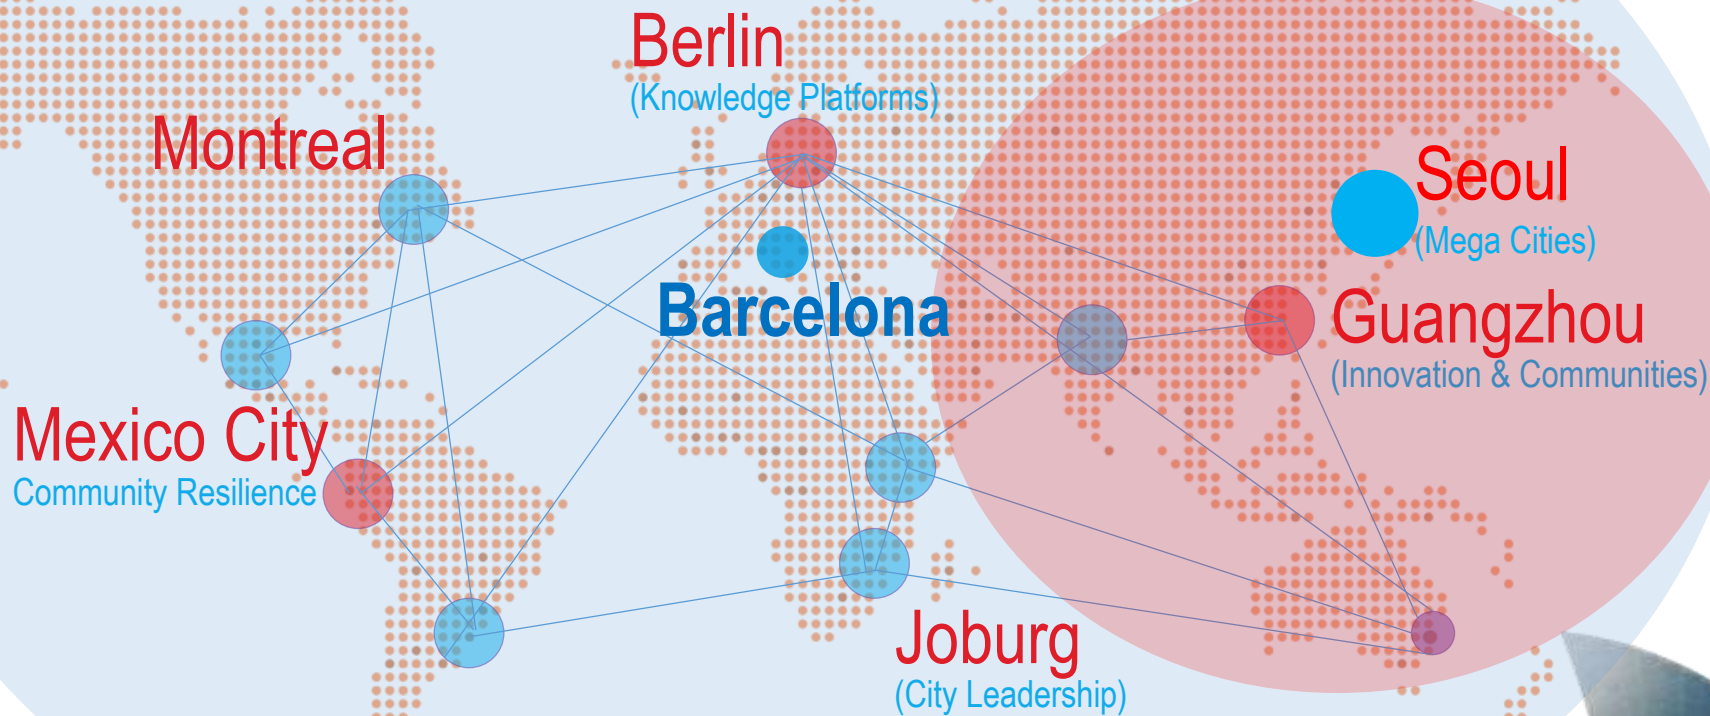 Berlin
(Knowledge Platforms)
Montreal
Seoul
(Mega Cities)
Barcelona
Guangzhou
(Innovation & Communities)
Mexico City
Community Resilience
Joburg
(City Leadership)